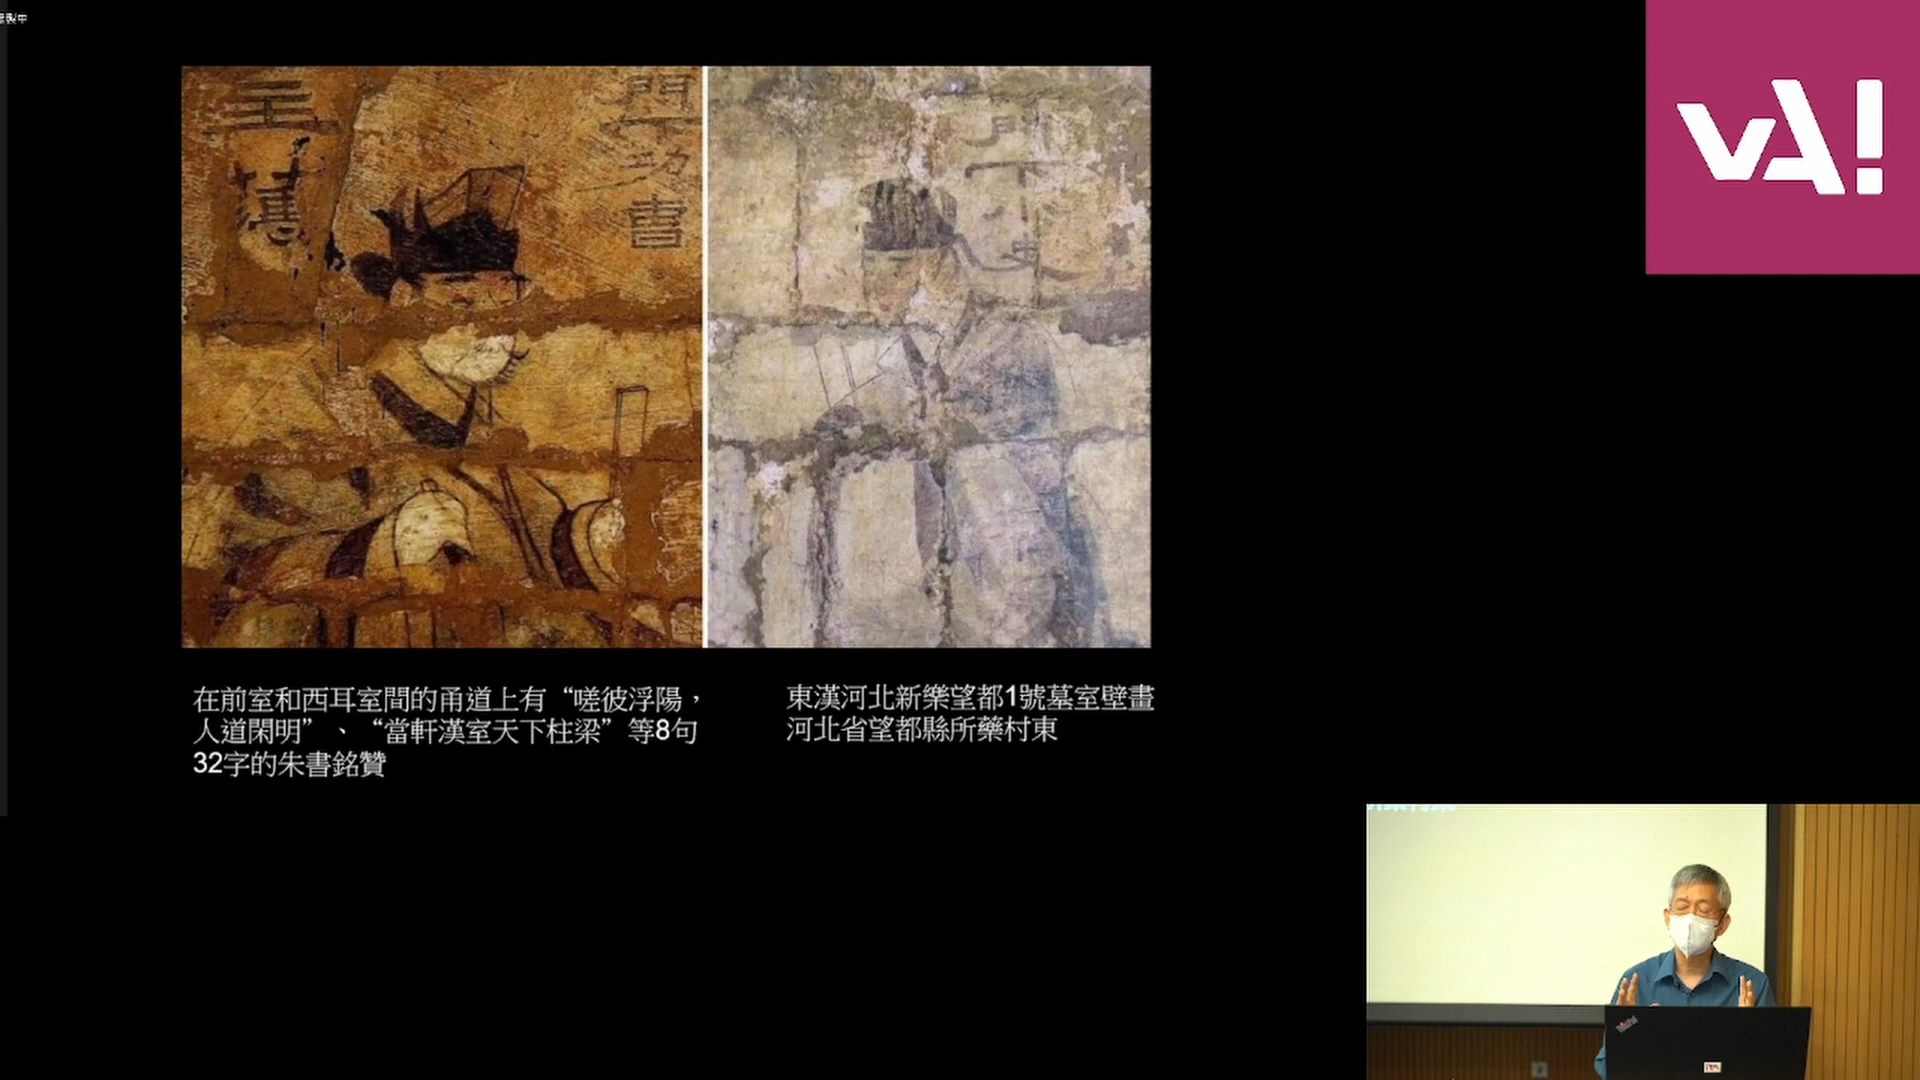 主
簿
門
下
功
曹
門
下
史
vA!
在前室和西耳室間的甬道上有“嗟彼浮陽，
人道閑明”、“當軒漢室天下柱梁”等8句
32字的朱書銘贊
東漢河北新樂望都1號墓室壁畫
河北省望都縣所藥村東